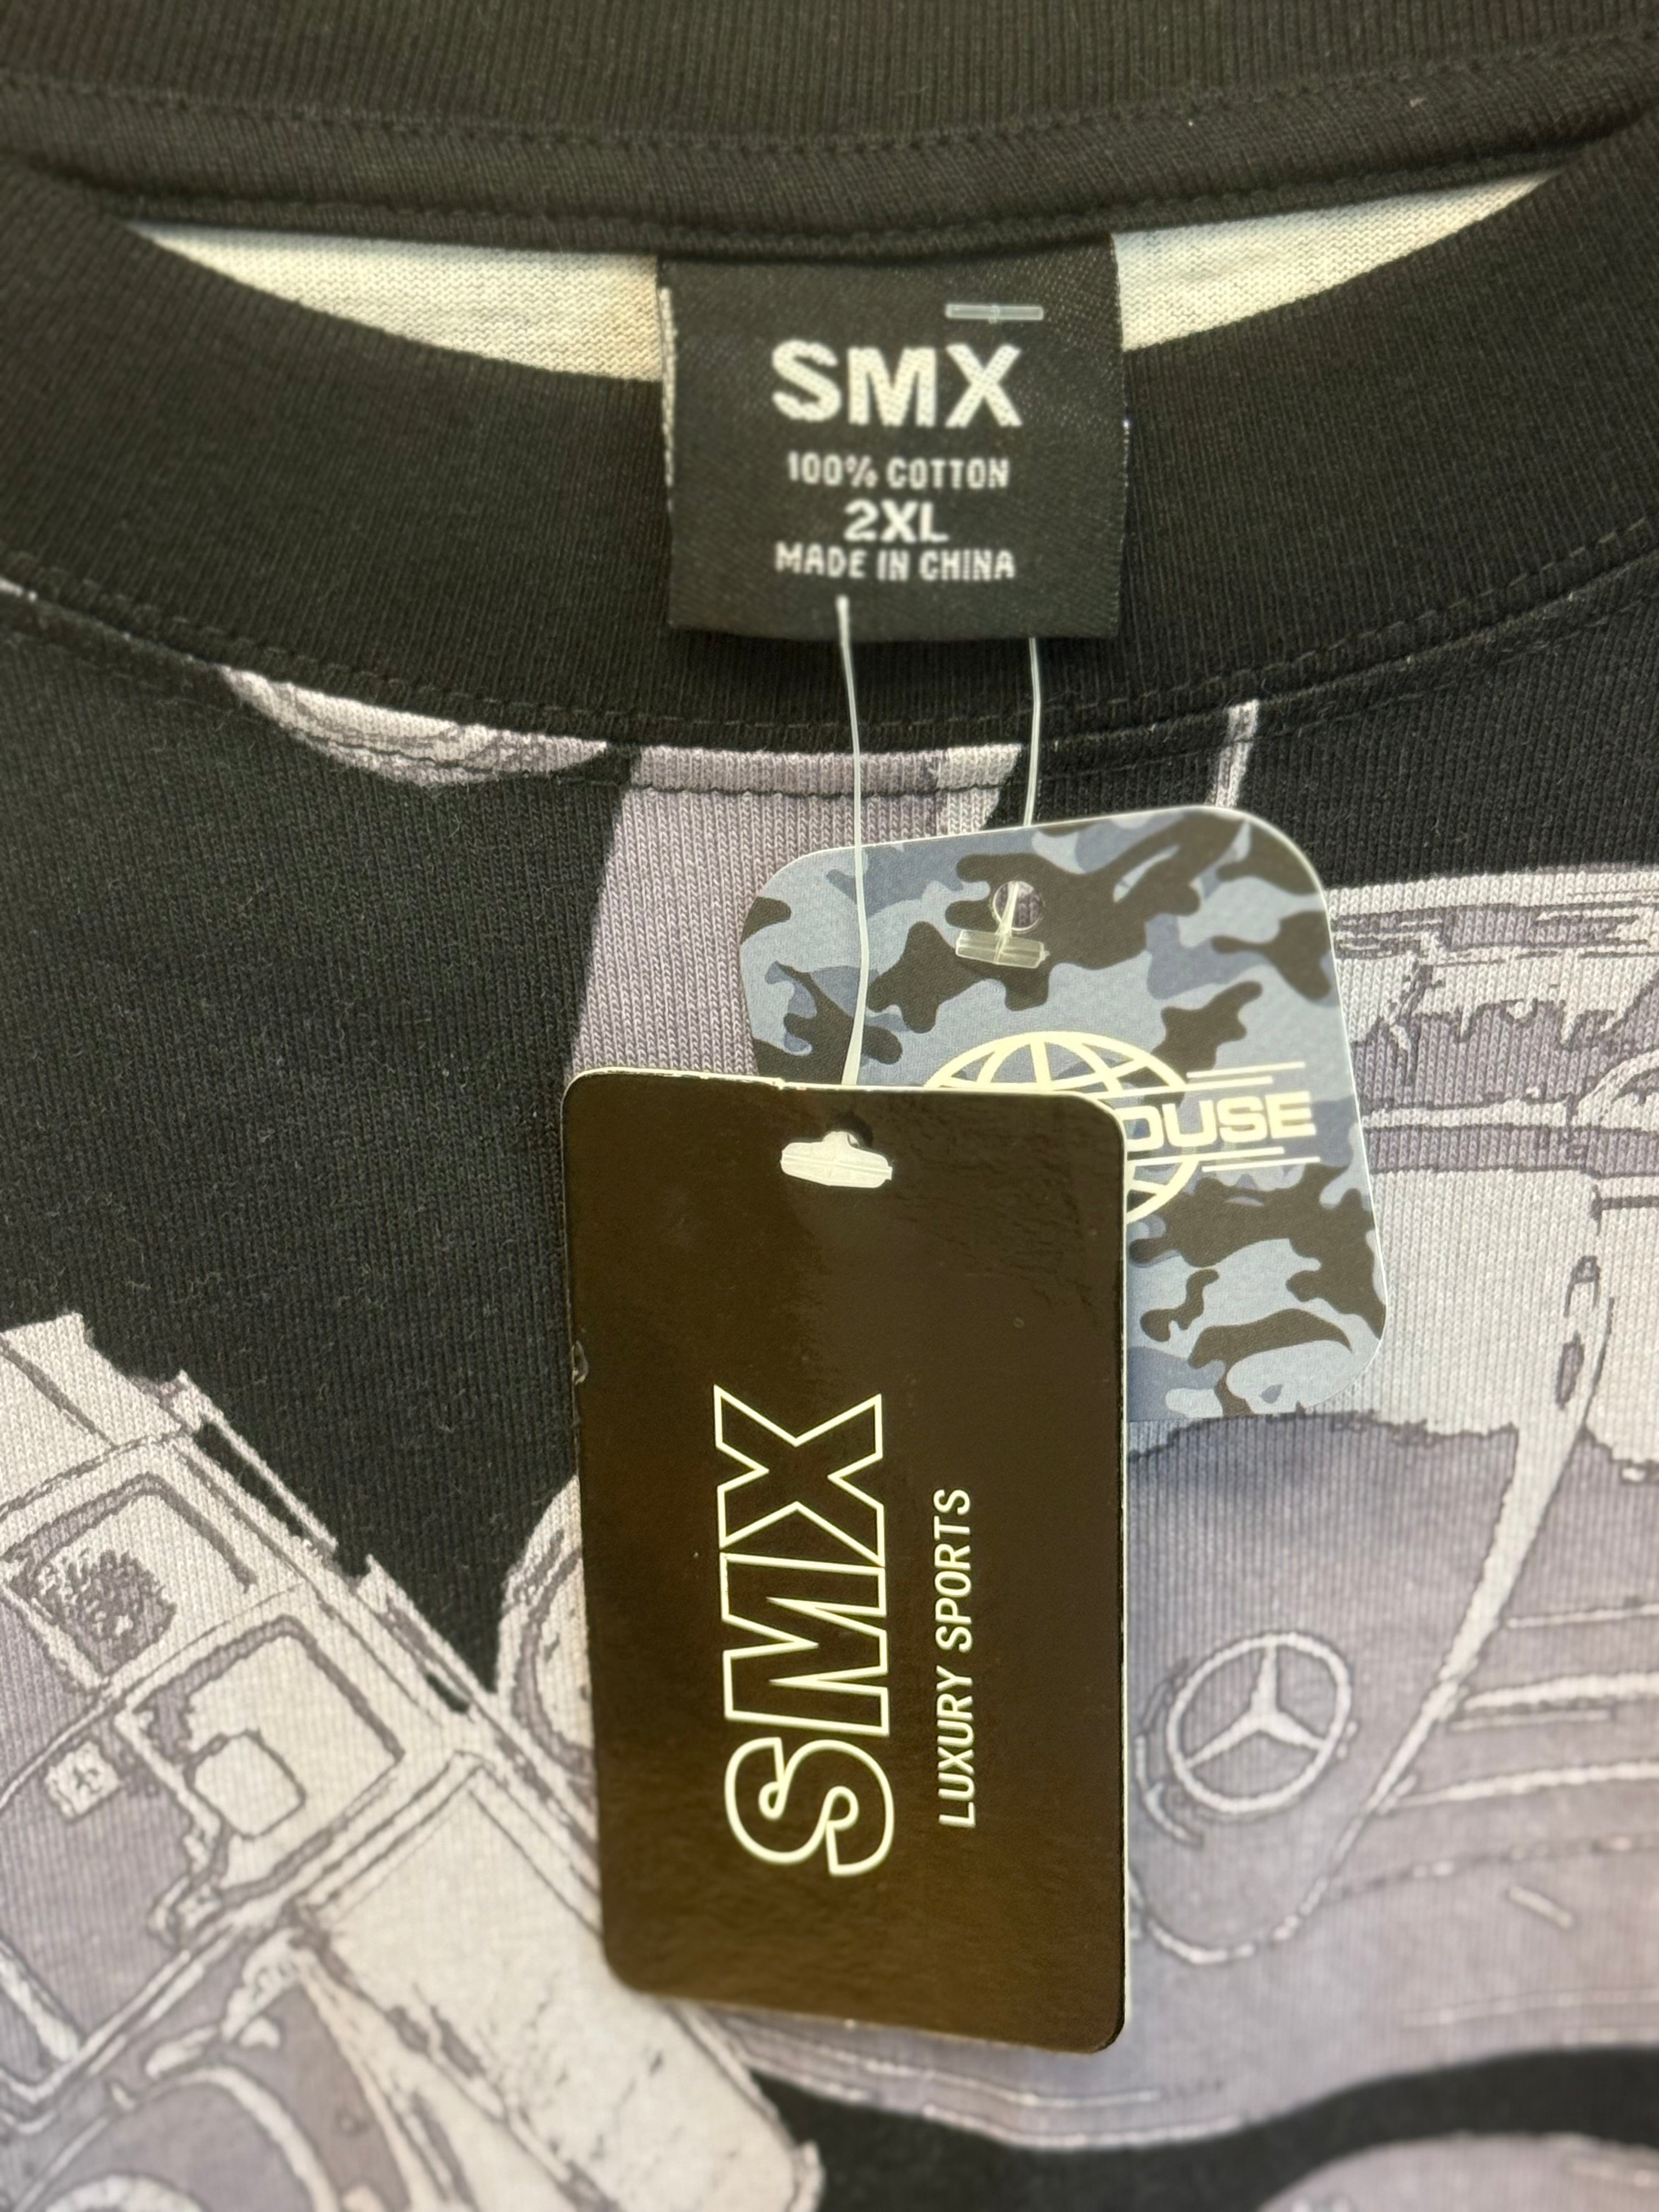 SMX
100% COTTON
2XL
MADE IN CHINA
SMX
LUXURY SPORTS